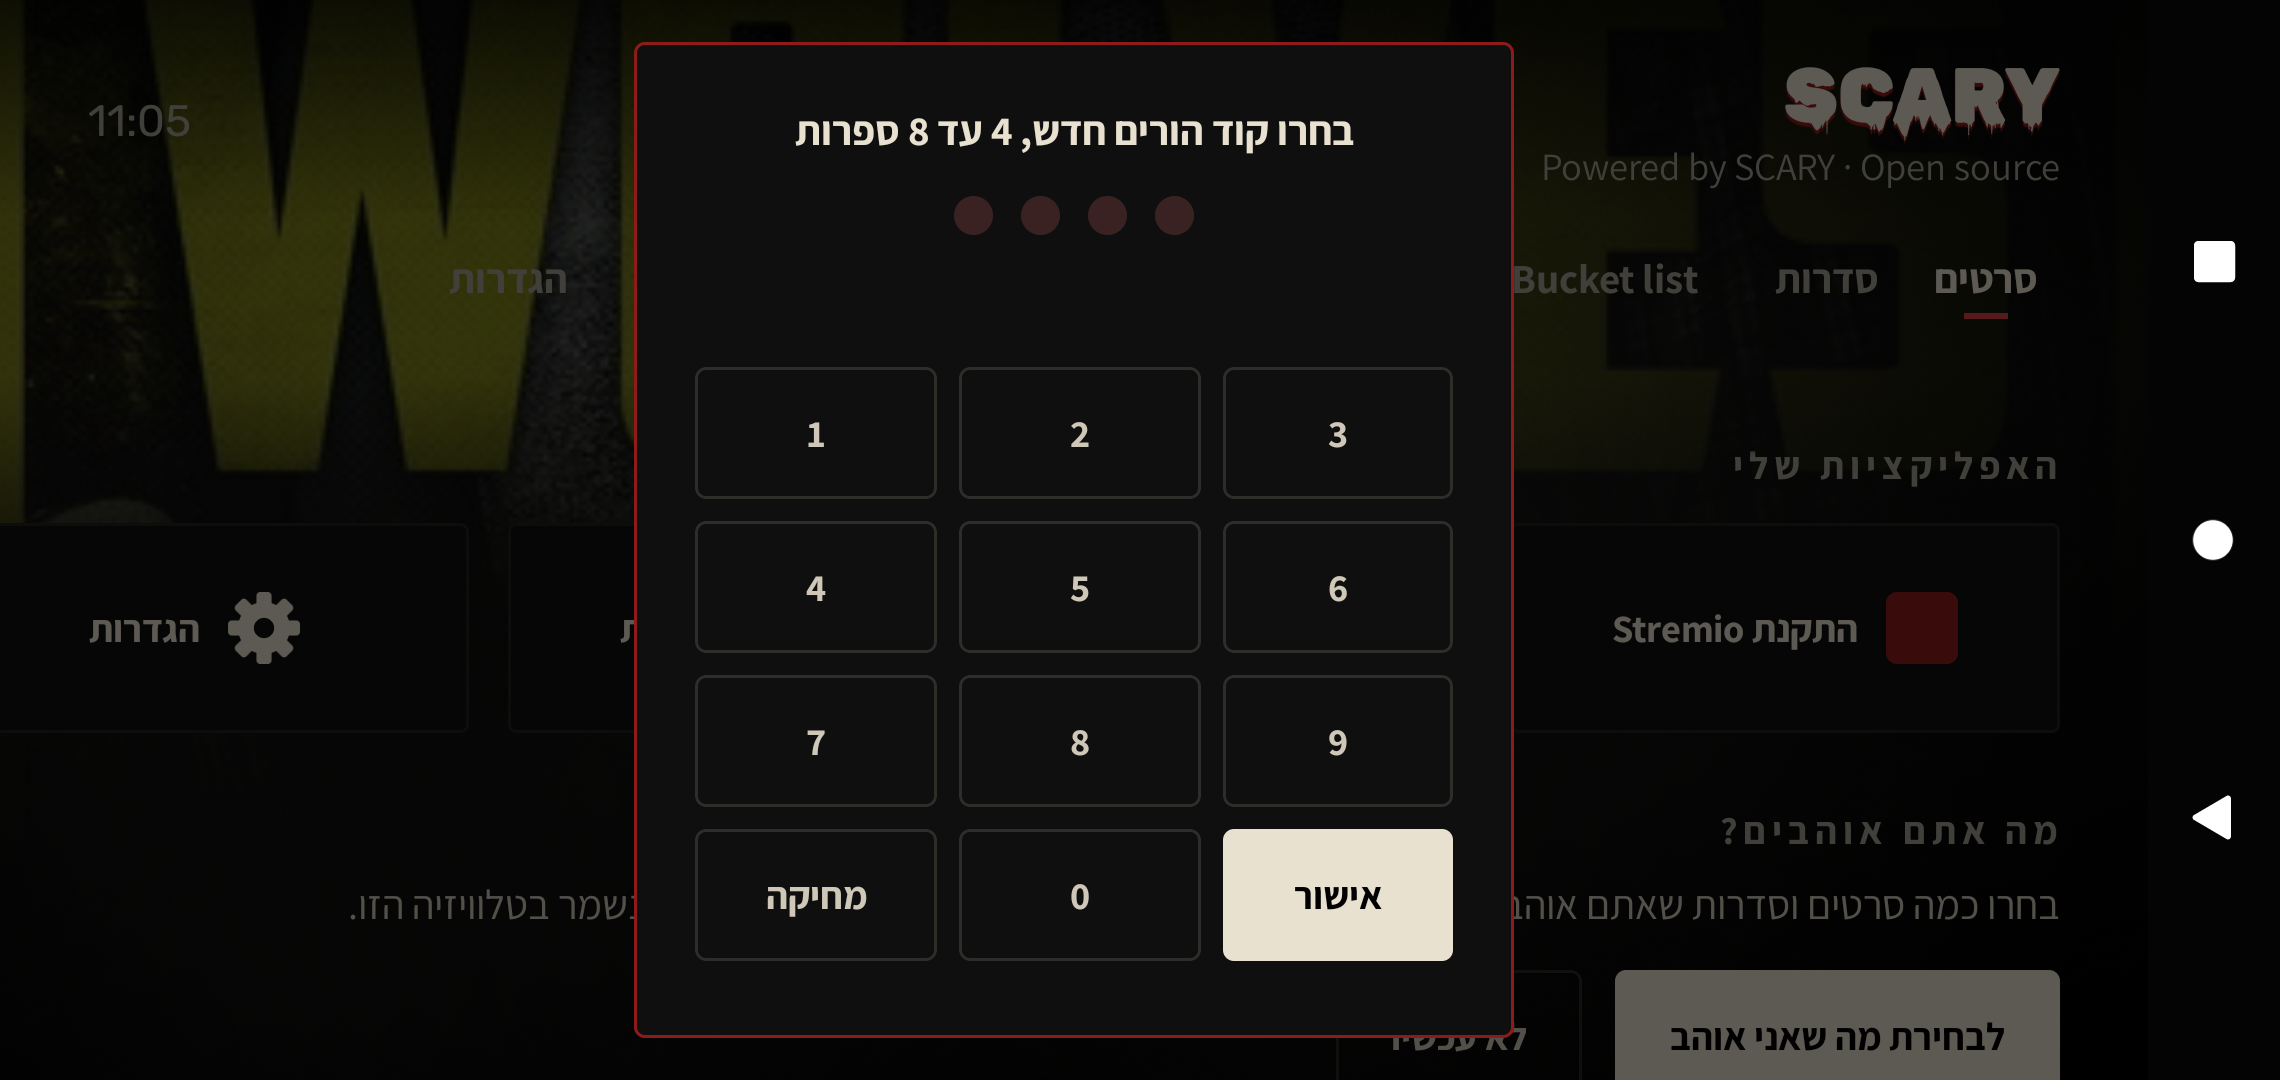 SCARY
Powered by SCARY · Open source
11:05
סרטים
סדרות
Bucket list
הגדרות
האפליקציות שלי
התקנת Stremio
הגדרות
מה אתם אוהבים?
בחרו כמה סרטים וסדרות שאתם
בטלוויזיה הזו.
לבחירת מה שאני אוהב
בחרו קוד הורים חדש, 4 עד 8 ספרות
1 2 3
4 5 6
7 8 9
מחיקה 0 אישור